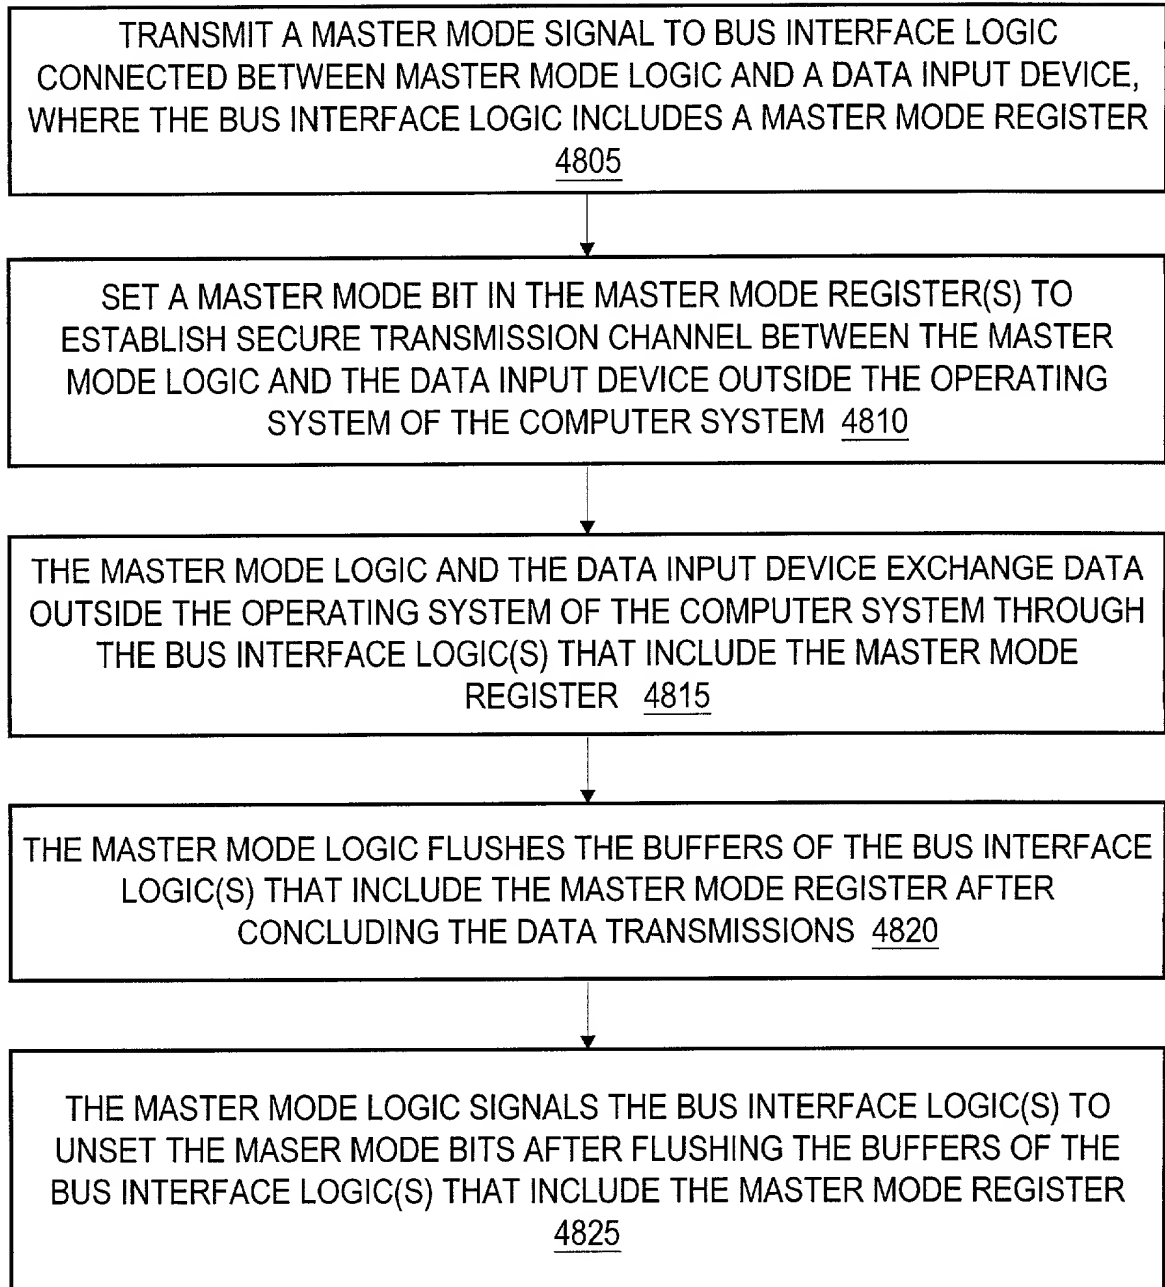 TRANSMIT A MASTER MODE SIGNAL TO BUS INTERFACE LOGIC
CONNECTED BETWEEN MASTER MODE LOGIC AND A DATA INPUT DEVICE,
WHERE THE BUS INTERFACE LOGIC INCLUDES A MASTER MODE REGISTER
4805
SET A MASTER MODE BIT IN THE MASTER MODE REGISTER(S) TO
ESTABLISH SECURE TRANSMISSION CHANNEL BETWEEN THE MASTER
MODE LOGIC AND THE DATA INPUT DEVICE OUTSIDE THE OPERATING
SYSTEM OF THE COMPUTER SYSTEM 4810
THE MASTER MODE LOGIC AND THE DATA INPUT DEVICE EXCHANGE DATA
OUTSIDE THE OPERATING SYSTEM OF THE COMPUTER SYSTEM THROUGH
THE BUS INTERFACE LOGIC(S) THAT INCLUDE THE MASTER MODE
REGISTER 4815
THE MASTER MODE LOGIC FLUSHES THE BUFFERS OF THE BUS INTERFACE
LOGIC(S) THAT INCLUDE THE MASTER MODE REGISTER AFTER
CONCLUDING THE DATA TRANSMISSIONS 4820
THE MASTER MODE LOGIC SIGNALS THE BUS INTERFACE LOGIC(S) TO
UNSET THE MASER MODE BITS AFTER FLUSHING THE BUFFERS OF THE
BUS INTERFACE LOGIC(S) THAT INCLUDE THE MASTER MODE REGISTER
4825